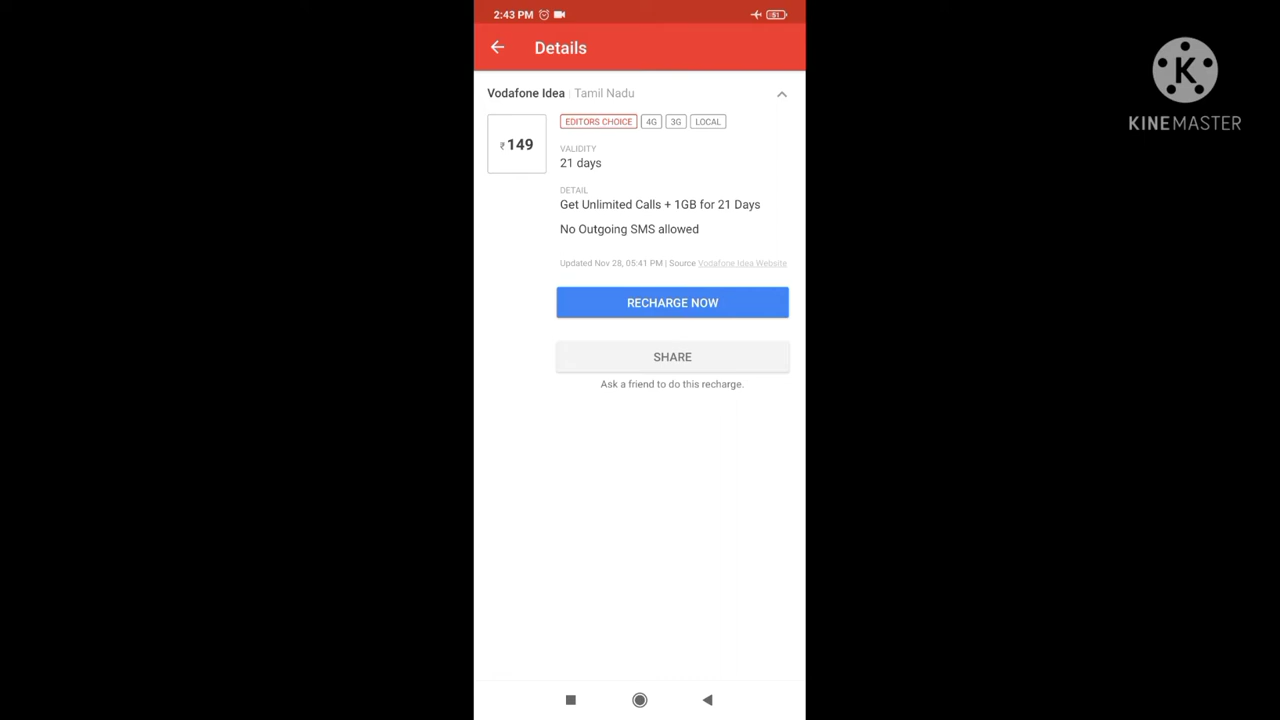 2:43 PM
51
Details
Vodafone Idea | Tamil Nadu
₹149
EDITORS CHOICE 4G 3G LOCAL
VALIDITY
21 days
DETAIL
Get Unlimited Calls + 1GB for 21 Days
No Outgoing SMS allowed
Updated Nov 28, 05:41 PM | Source Vodafone Idea Website
RECHARGE NOW
SHARE
Ask a friend to do this recharge.
K
KINEMASTER